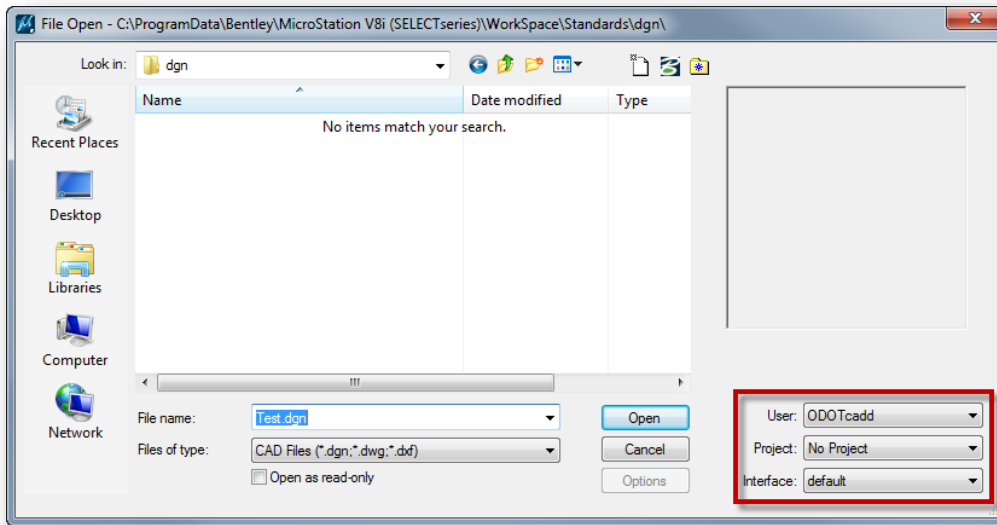 File Open - C:\ProgramData\Bentley\MicroStation V8i (SELECTseries)\WorkSpace\Standards\dgn\
Look in: dgn
Name Date modified Type
No items match your search.
Recent Places
Desktop
Libraries
Computer
Network
File name: Test.dgn Open
Files of type: CAD Files (*.dgn;*.dwg;*.dxf) Cancel
Open as read-only Options
User: ODOTcadd
Project: No Project
Interface: default